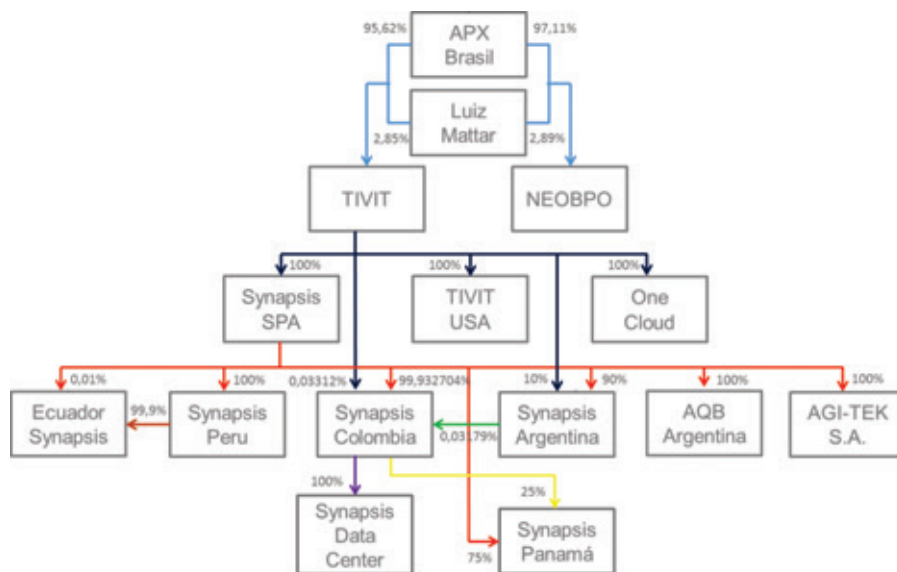 95,62%
APX
Brasil
97,11%
Luiz
Mattar
2,85%
2,89%
TIVIT
NEOBPO
100%
100%
100%
Synapsis
SPA
TIVIT
USA
One
Cloud
0,01%
100%
0,03312%
99,932704%
10%
90%
100%
100%
Ecuador
Synapsis
99,9%
Synapsis
Peru
Synapsis
Colombia
0,03179%
Synapsis
Argentina
AQB
Argentina
AGI-TEK
S.A.
100%
25%
Synapsis
Data
Center
75%
Synapsis
Panamá